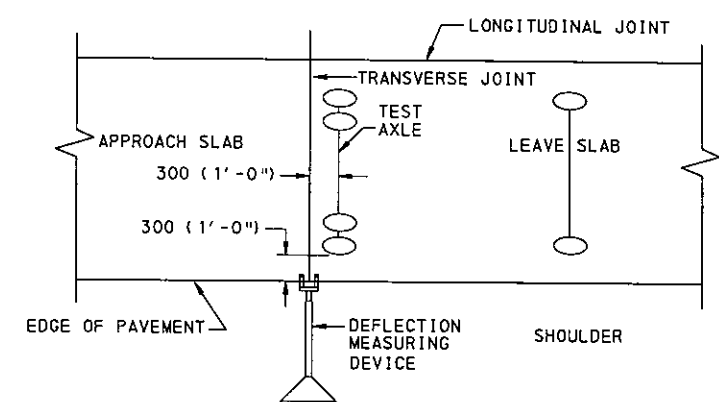 LONGITUDINAL JOINT
TRANSVERSE JOINT
TEST
AXLE
APPROACH SLAB
LEAVE SLAB
300 (1'-0")
300 (1'-0")
EDGE OF PAVEMENT
DEFLECTION
MEASURING
DEVICE
SHOULDER